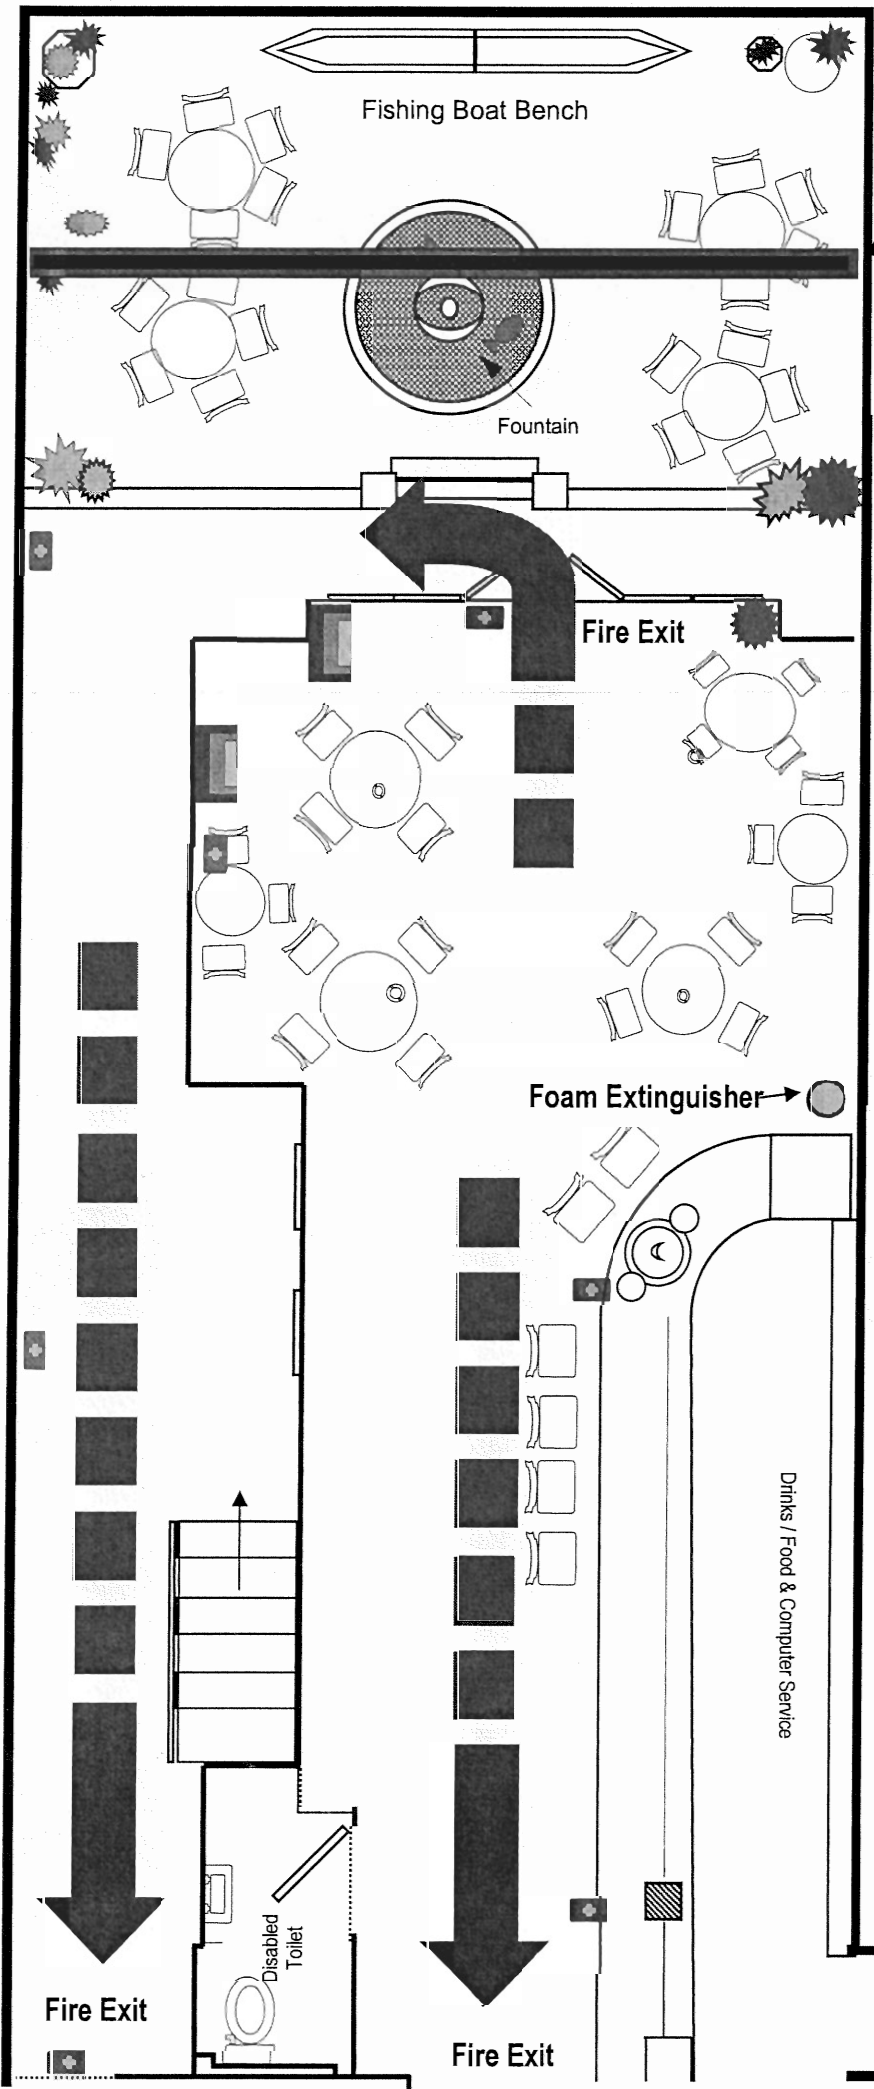 Fishing Boat Bench
Fountain
Fire Exit
Foam Extinguisher
Drinks / Food & Computer Service
Disabled
Toilet
Fire Exit
Fire Exit